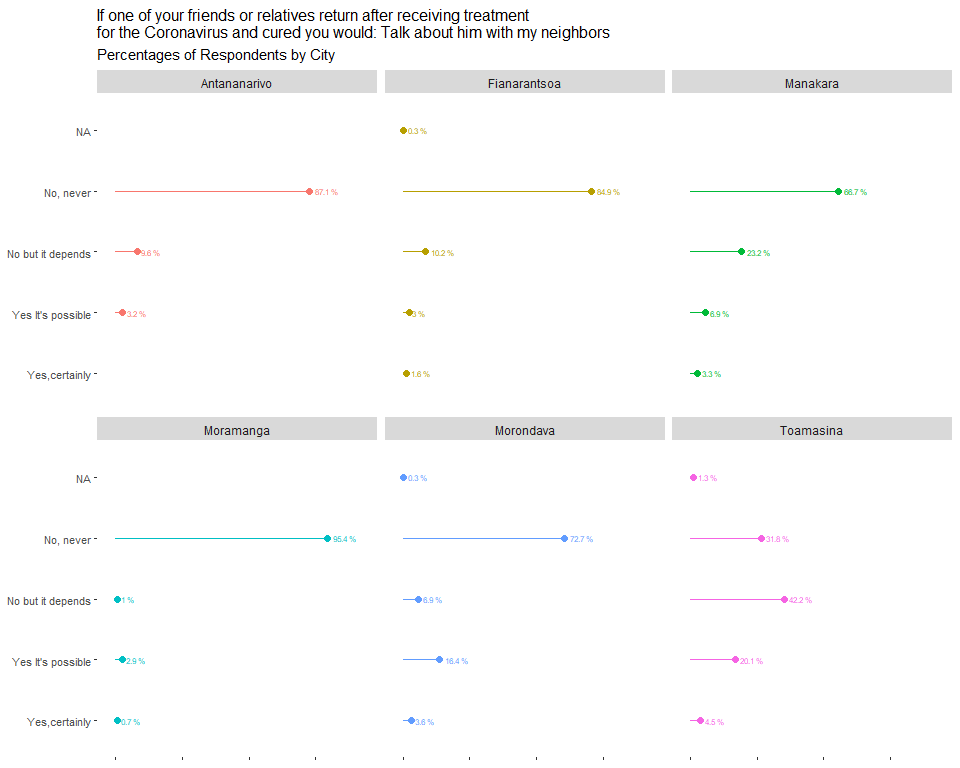 If one of your friends or relatives return after receiving treatment
for the Coronavirus and cured you would: Talk about him with my neighbors
Percentages of Respondents by City
Antananarivo
Fianarantsoa
Manakara
NA
0.3 %
No, never
87.1 %
84.9 %
66.7 %
No but it depends
9.6 %
10.2 %
23.2 %
Yes It's possible
3.2 %
3 %
6.9 %
Yes,certainly
1.6 %
3.3 %
Moramanga
Morondava
Toamasina
NA
0.3 %
1.3 %
No, never
95.4 %
72.7 %
31.8 %
No but it depends
1 %
6.9 %
42.2 %
Yes It's possible
2.9 %
16.4 %
20.1 %
Yes,certainly
0.7 %
3.6 %
4.5 %